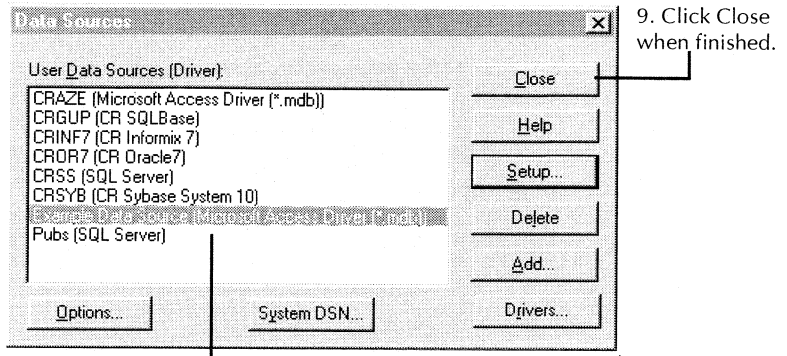 Data Sources
9. Click Close
when finished.
User Data Sources (Driver):
CRAZE (Microsoft Access Driver (*.mdb))
CRGUP (CR SQLBase)
CRINF7 (CR Informix 7)
CROR7 (CR Oracle7)
CRSS (SQL Server)
CRSYB (CR Sybase System 10)
Example Data Source (Microsoft Access Driver (*.mdb))
Pubs (SQL Server)
Close
Help
Setup...
Delete
Add...
Drivers...
Options...
System DSN...